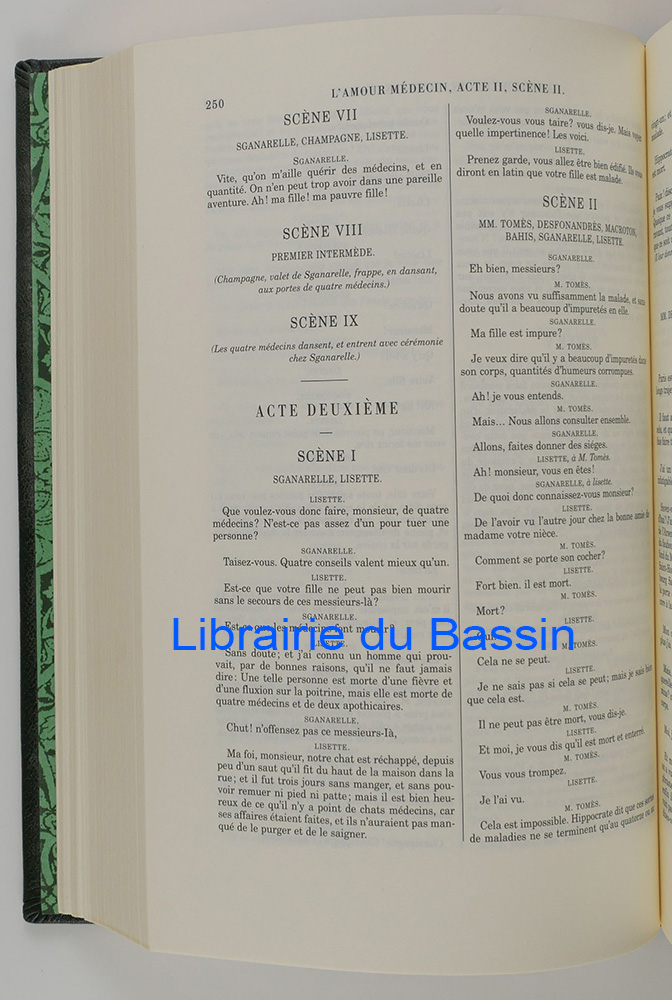 250
L'AMOUR MÉDECIN, ACTE II, SCÈNE II.
SCÈNE VII
SGANARELLE, CHAMPAGNE, LISETTE.
SGANARELLE.
Vite, qu'on m'aille quérir des médecins, et en
quantité. On n'en peut trop avoir dans une pareille
aventure. Ah! ma fille! ma pauvre fille!
SCÈNE VIII
PREMIER INTERMÈDE.
(Champagne, valet de Sganarelle, frappe, en dansant,
aux portes de quatre médecins.)
SCÈNE IX
(Les quatre médecins dansent, et entrent avec cérémonie
chez Sganarelle.)
ACTE DEUXIÈME
SCÈNE I
SGANARELLE, LISETTE.
LISETTE.
Que voulez-vous donc faire, monsieur, de quatre
médecins? N'est-ce pas assez d'un pour tuer une
personne?
SGANARELLE.
Taisez-vous. Quatre conseils valent mieux qu'un.
LISETTE.
Est-ce que votre fille ne peut pas bien mourir
sans le secours de ces messieurs-là?
SGANARELLE.
Est-ce que les médecins font mourir?
LISETTE.
Sans doute; et j'ai connu un homme qui prou-
vait, par de bonnes raisons, qu'il ne faut jamais
dire: Une telle personne est morte d'une fièvre et
d'une fluxion sur la poitrine, mais elle est morte de
quatre médecins et de deux apothicaires.
SGANARELLE.
Chut! n'offensez pas ce messieurs-là,
LISETTE.
Ma foi, monsieur, notre chat est réchappé, depuis
peu d'un saut qu'il fit du haut de la maison dans la
rue; et il fut trois jours sans manger, et sans pou-
voir remuer ni pied ni patte; mais il est bien heu-
reux de ce qu'il n'y a point de chats médecins, car
ses affaires étaient faites, et ils n'auraient pas man-
qué de le purger et de le saigner.
SGANARELLE.
Voulez-vous vous taire? vous dis-je. Mais voyez
quelle impertinence! Les voici.
LISETTE.
Prenez garde, vous allez être bien édifié. Ils vous
diront en latin que votre fille est malade.
SCÈNE II
MM. TOMÈS, DESFONANDRÈS, MACROTON,
BAHIS, SGANARELLE, LISETTE.
SGANARELLE.
Eh bien, messieurs?
M. TOMÈS.
Nous avons vu suffisamment la malade, et sans
doute qu'il a beaucoup d'impuretés en elle.
SGANARELLE.
Ma fille est impure?
M. TOMÈS.
Je veux dire qu'il y a beaucoup d'impuretés dans
son corps, quantités d'humeurs corrompues.
SGANARELLE.
Ah! je vous entends.
M. TOMÈS.
Mais... Nous allons consulter ensemble.
SGANARELLE.
Allons, faites donner des siéges.
LISETTE, à M. Tomès.
Ah! monsieur, vous en êtes!
SGANARELLE, à lisette.
De quoi donc connaissez-vous monsieur?
LISETTE.
De l'avoir vu l'autre jour chez la bonne amie de
madame votre nièce.
M. TOMÈS.
Comment se porte son cocher?
LISETTE.
Fort bien. il est mort.
M. TOMÈS.
Mort?
LISETTE.
Oui.
M. TOMÈS.
Cela ne se peut.
LISETTE.
Je ne sais pas si cela se peut; mais je sais bien
que cela est.
M. TOMÈS.
Il ne peut pas être mort, vous dis-je.
LISETTE.
Et moi, je vous dis qu'il est mort et enterré.
M. TOMÈS.
Vous vous trompez.
LISETTE.
Je l'ai vu.
M. TOMÈS.
Cela est impossible. Hippocrate dit que ces sortes
de maladies ne se terminent qu'au quatorze ou au
Librairie du Bassin